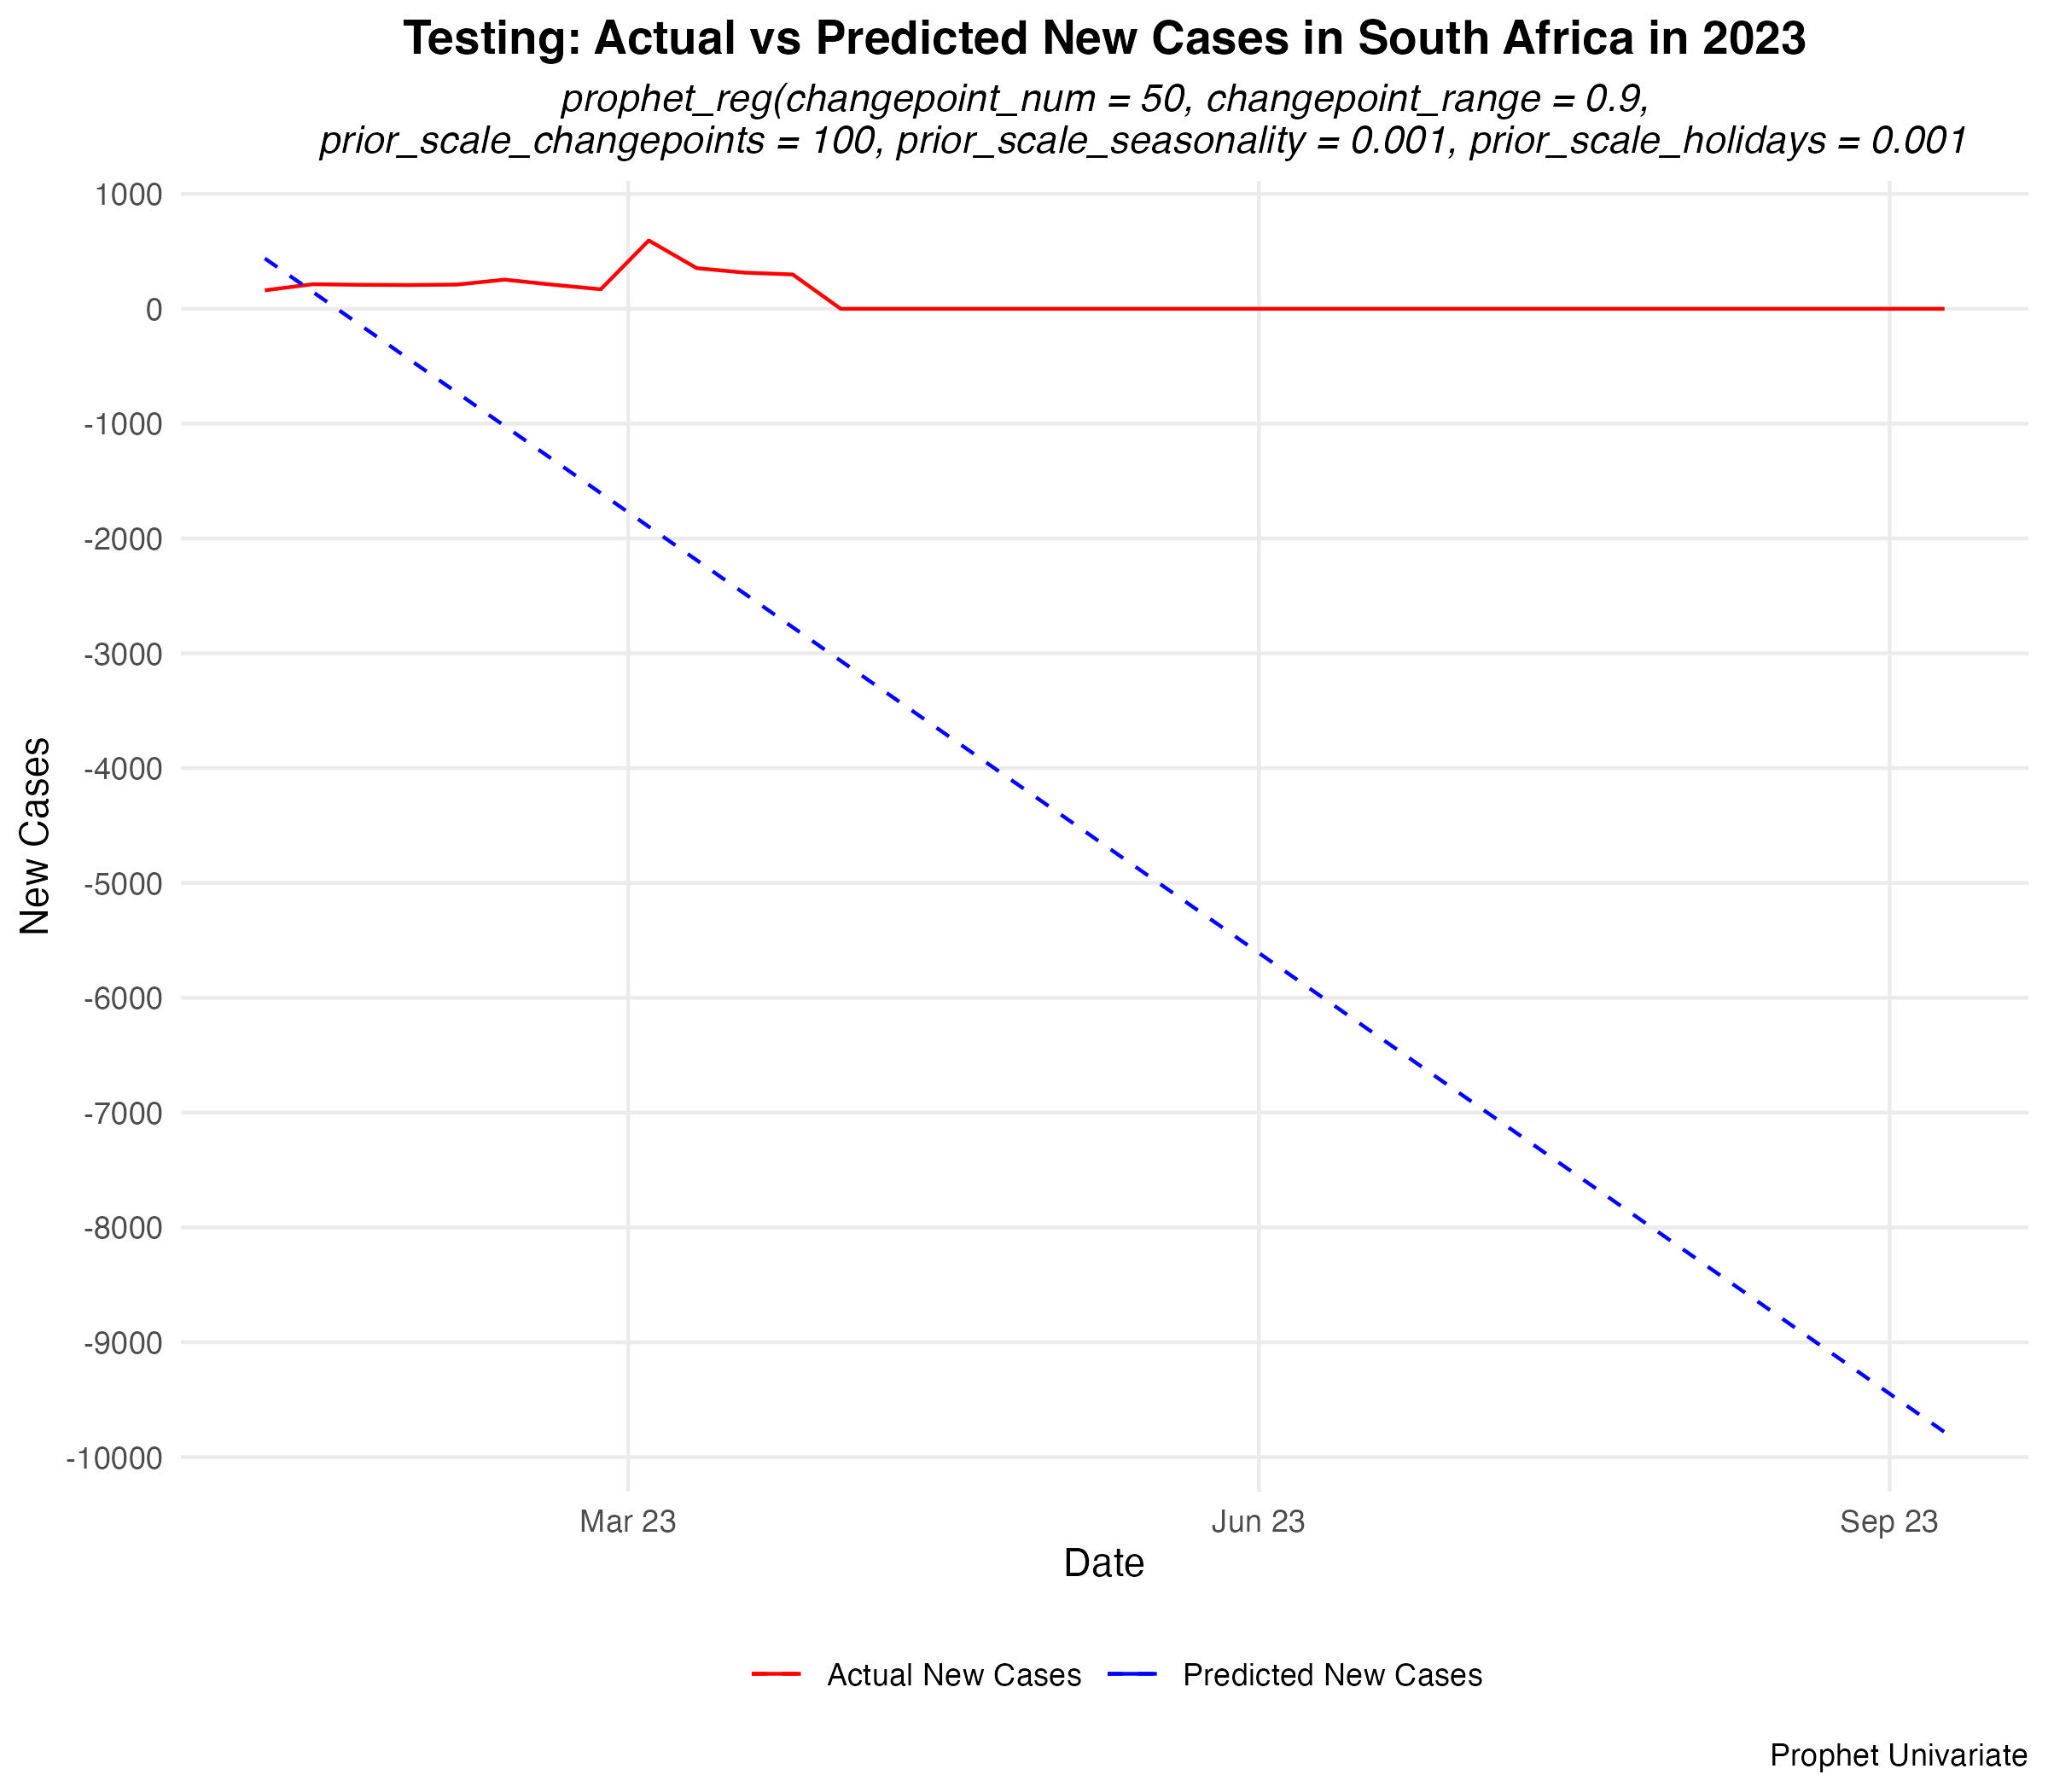 Testing: Actual vs Predicted New Cases in South Africa in 2023
prophet_reg(changepoint_num = 50, changepoint_range = 0.9,
prior_scale_changepoints = 100, prior_scale_seasonality = 0.001, prior_scale_holidays = 0.001
1000
0
-1000
-2000
-3000
-4000
-5000
-6000
-7000
-8000
-9000
-10000
New Cases
Mar 23
Jun 23
Sep 23
Date
Actual New Cases
Predicted New Cases
Prophet Univariate